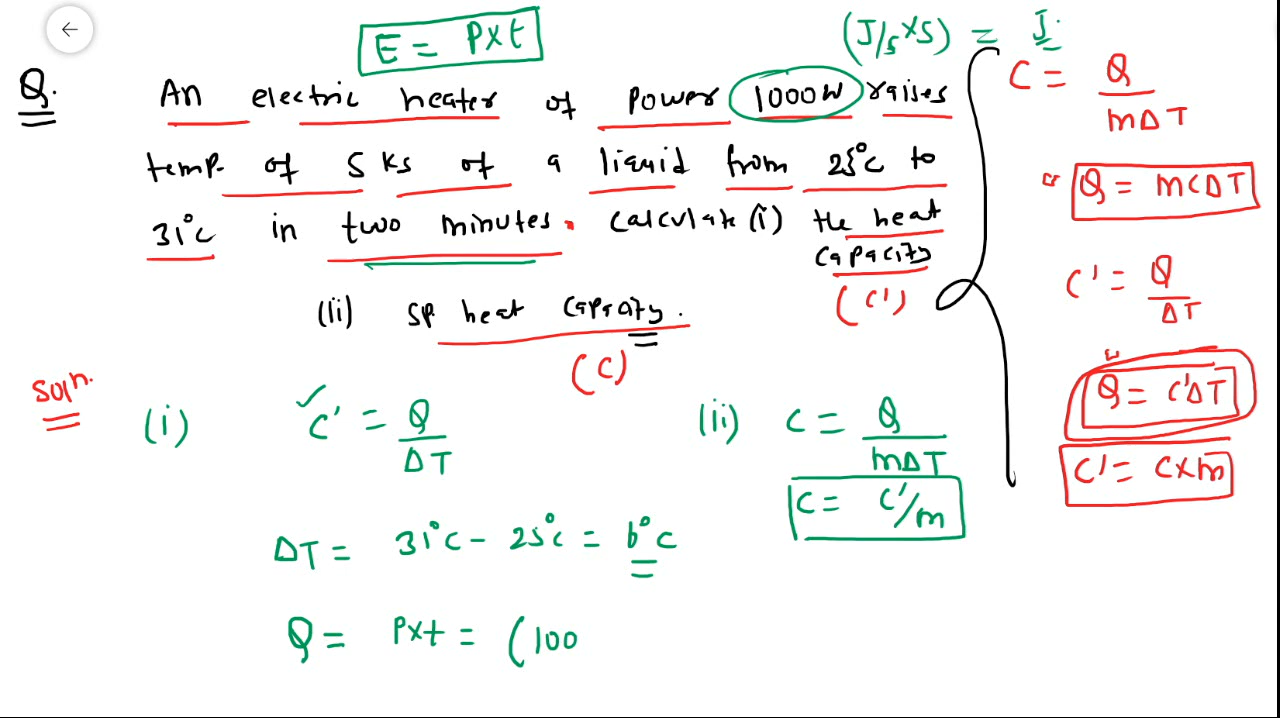 E = P×t
(J/s×s) = J.
Q. An electric heater of power 1000W raises
temp. of 5 kg of a liquid from 25°C to
31°C in two minutes. Calculate (i) the heat
capacity
(C')
(ii) SP heat capacity.
(C)
C = Q
mΔT
Q = mCΔT
C' = Q
ΔT
Q = C'ΔT
C' = C×m
Soln.
(i) C' = Q
ΔT
ΔT = 31°C - 25°C = 6°C
Q = P×t = (100
(ii) C = Q
mΔT
C = C'/m